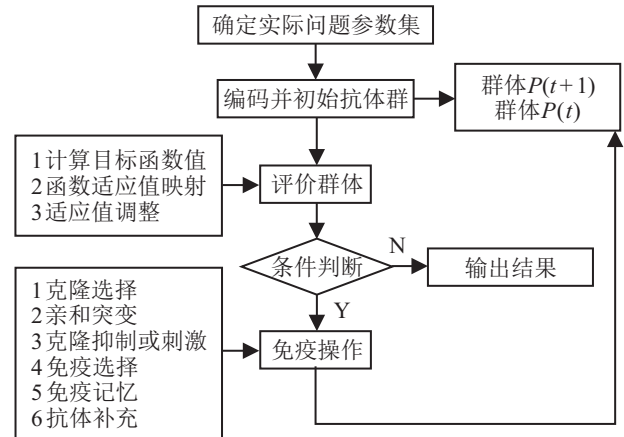 确定实际问题参数集
编码并初始抗体群
群体P(t+1)
群体P(t)
1计算目标函数值
2函数适应值映射
3适应值调整
评价群体
条件判断
N
输出结果
Y
1克隆选择
2亲和突变
3克隆抑制或刺激
4免疫选择
5免疫记忆
6抗体补充
免疫操作